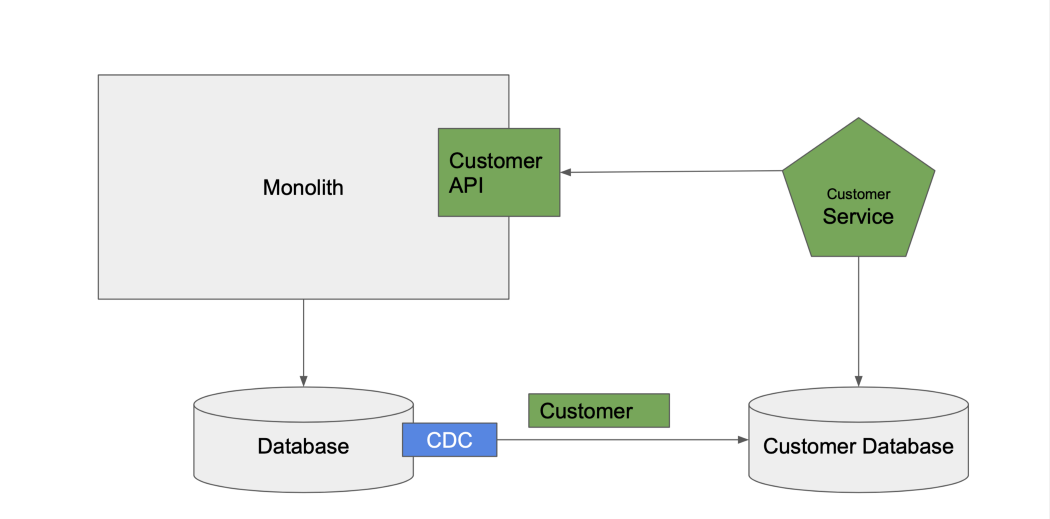 Monolith
Customer
API
Customer
Service
Database
CDC
Customer
Customer Database